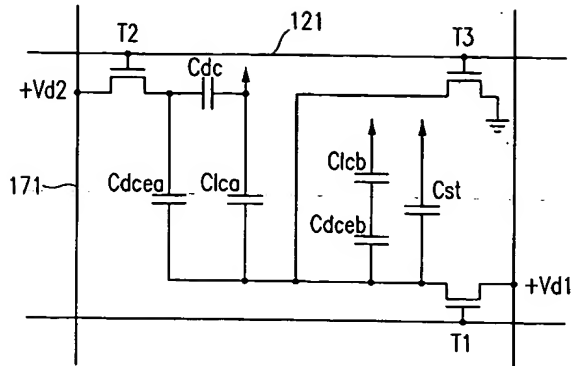 T2
121
T3
Cdc
+Vd2
171
Clcb
Cdcea
Clca
Cst
Cdceb
+Vd1
T1